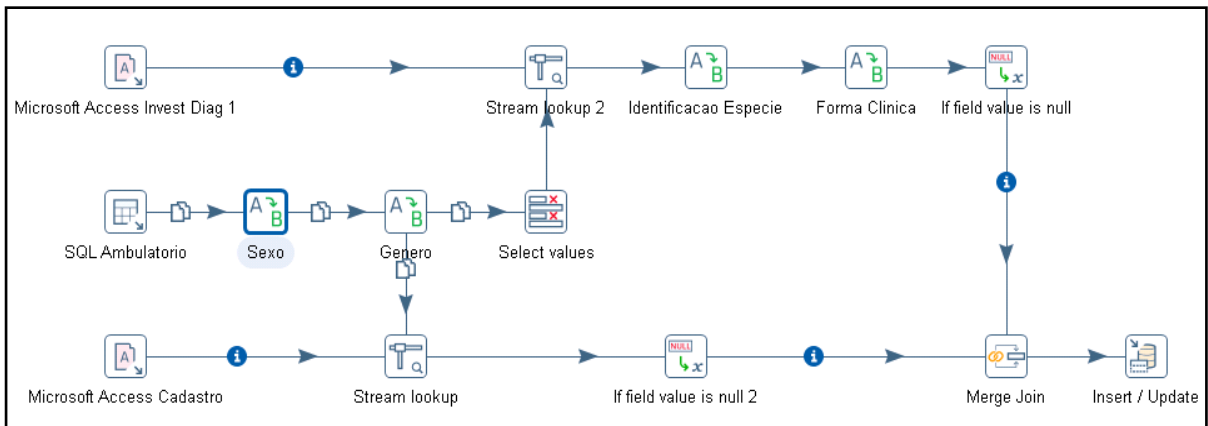 Microsoft Access Invest Diag 1
Stream lookup 2
Identificacao Especie
Forma Clinica
NULL
If field value is null
SQL Ambulatorio
Sexo
Genero
Select values
Microsoft Access Cadastro
Stream lookup
NULL
If field value is null 2
Merge Join
Insert / Update